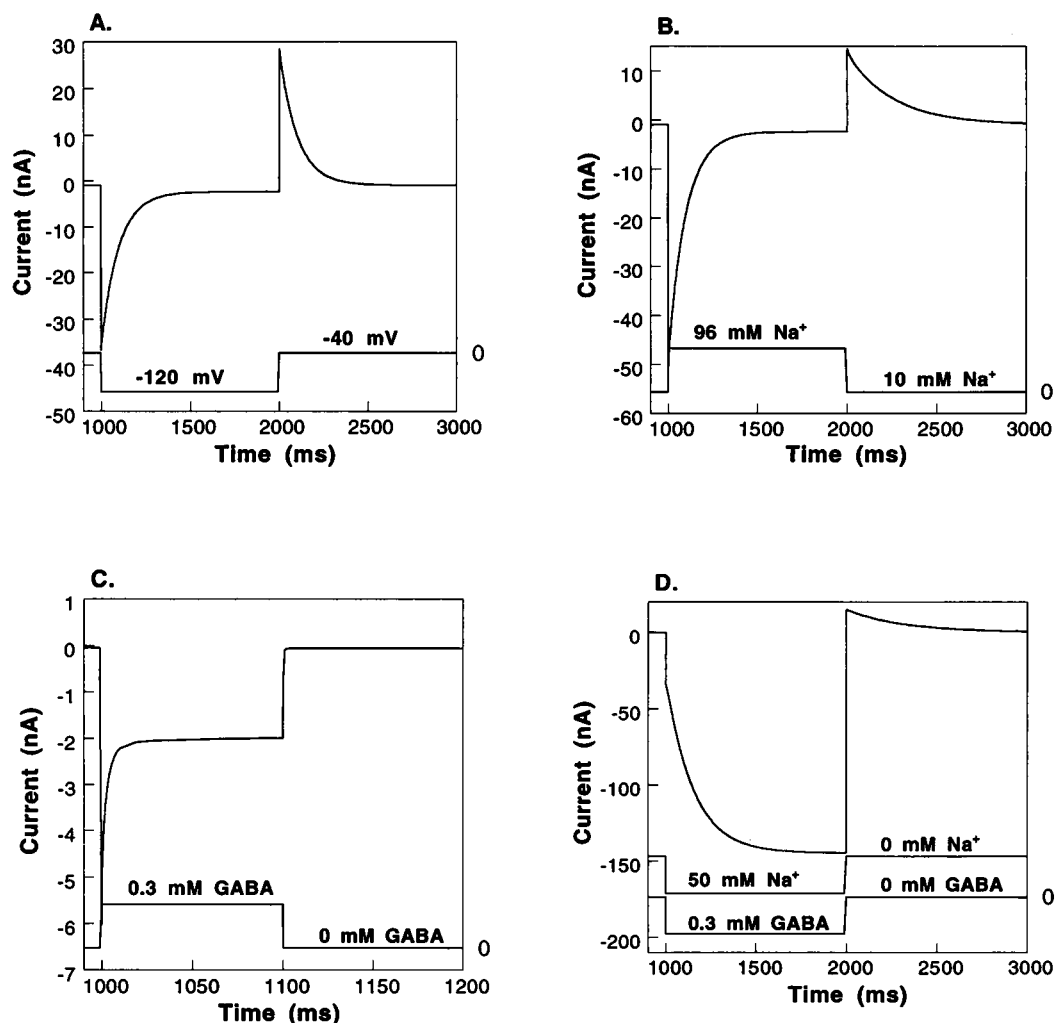 A.
30
20
10
0
-10
-20
-30
-40
-50
Current (nA)
-40 mV
-120 mV
0
1000 1500 2000 2500 3000
Time (ms)
B.
10
0
-10
-20
-30
-40
-50
-60
Current (nA)
96 mM Na⁺
10 mM Na⁺
0
1000 1500 2000 2500 3000
Time (ms)
C.
1
0
-1
-2
-3
-4
-5
-6
-7
Current (nA)
0.3 mM GABA
0 mM GABA
0
1000 1050 1100 1150 1200
Time (ms)
D.
0
-50
-100
-150
-200
Current (nA)
0 mM Na⁺
50 mM Na⁺
0 mM GABA
0
0.3 mM GABA
1000 1500 2000 2500 3000
Time (ms)